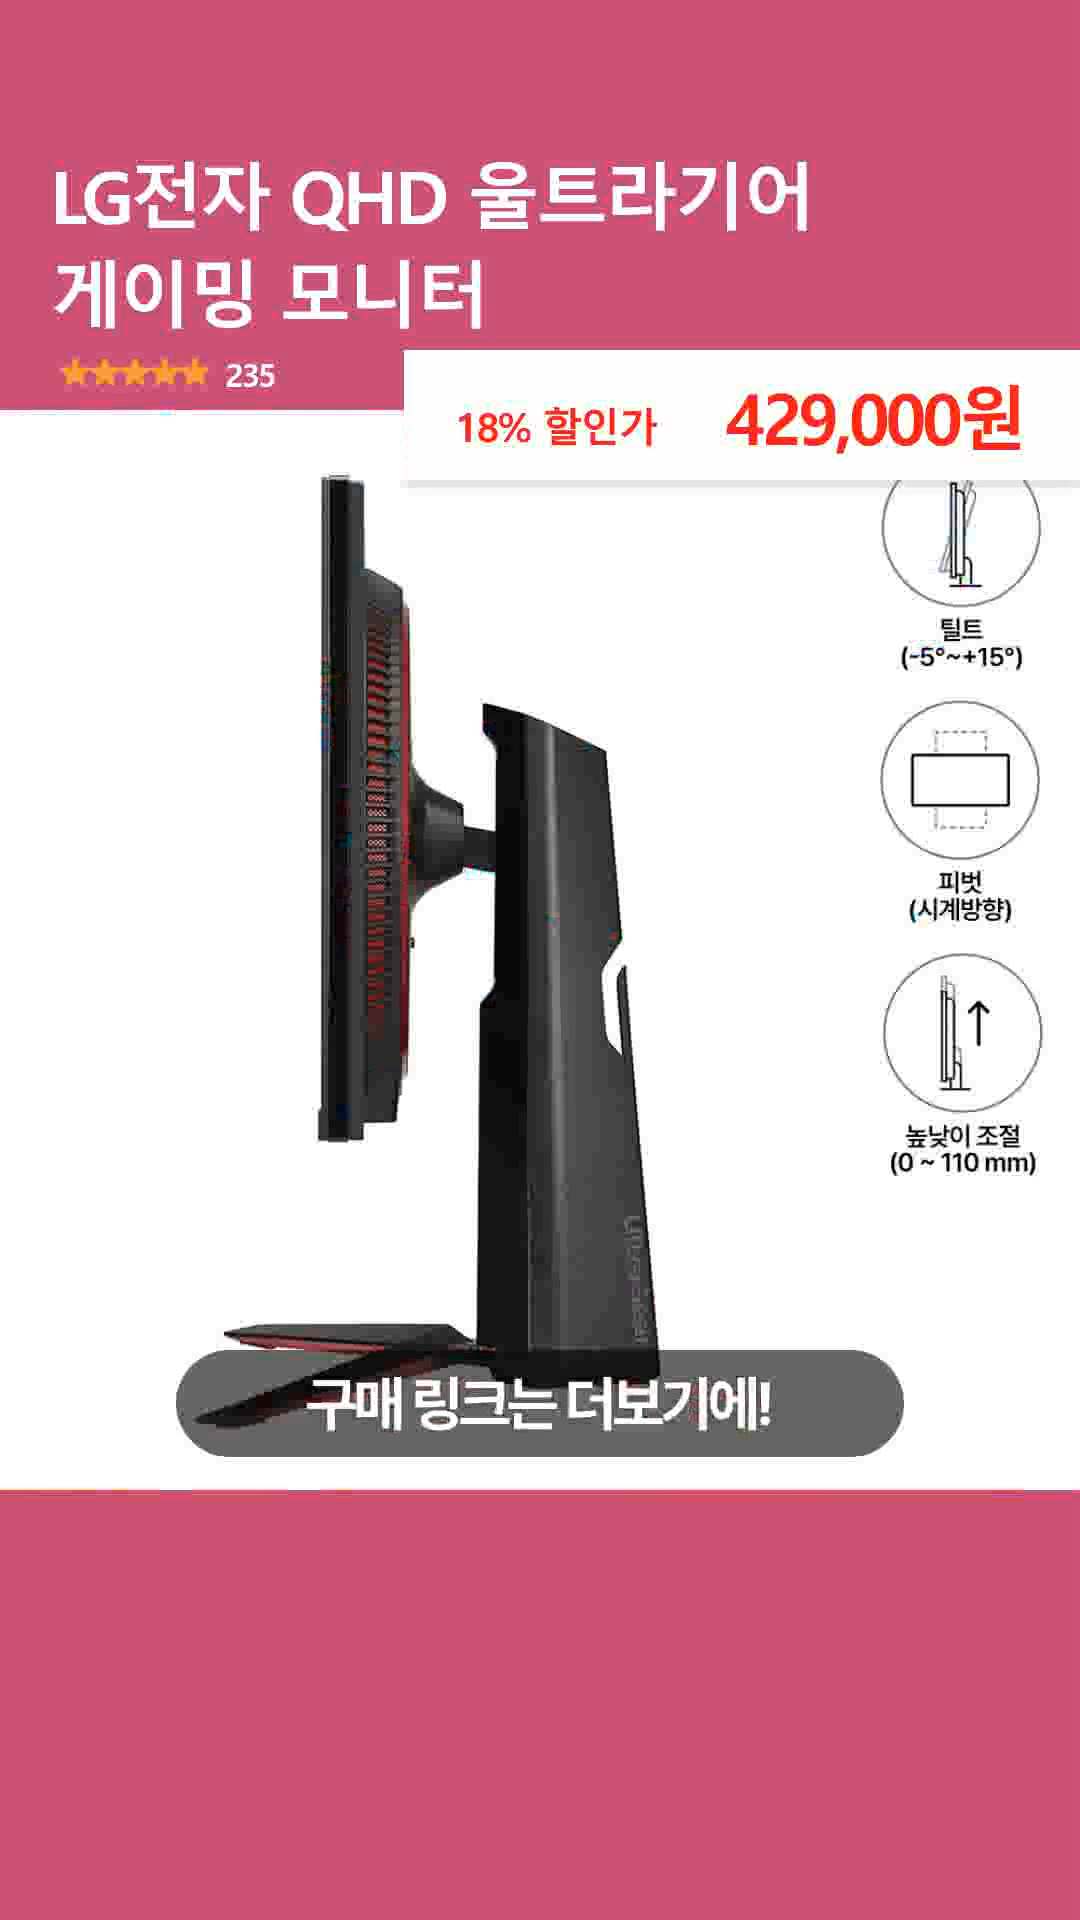 LG전자 QHD 울트라기어
게이밍 모니터
235
18% 할인가
429,000원
틸트
(-5°~+15°)
피벗
(시계방향)
높낮이 조절
(0 ~ 110 mm)
구매 링크는 더보기에!